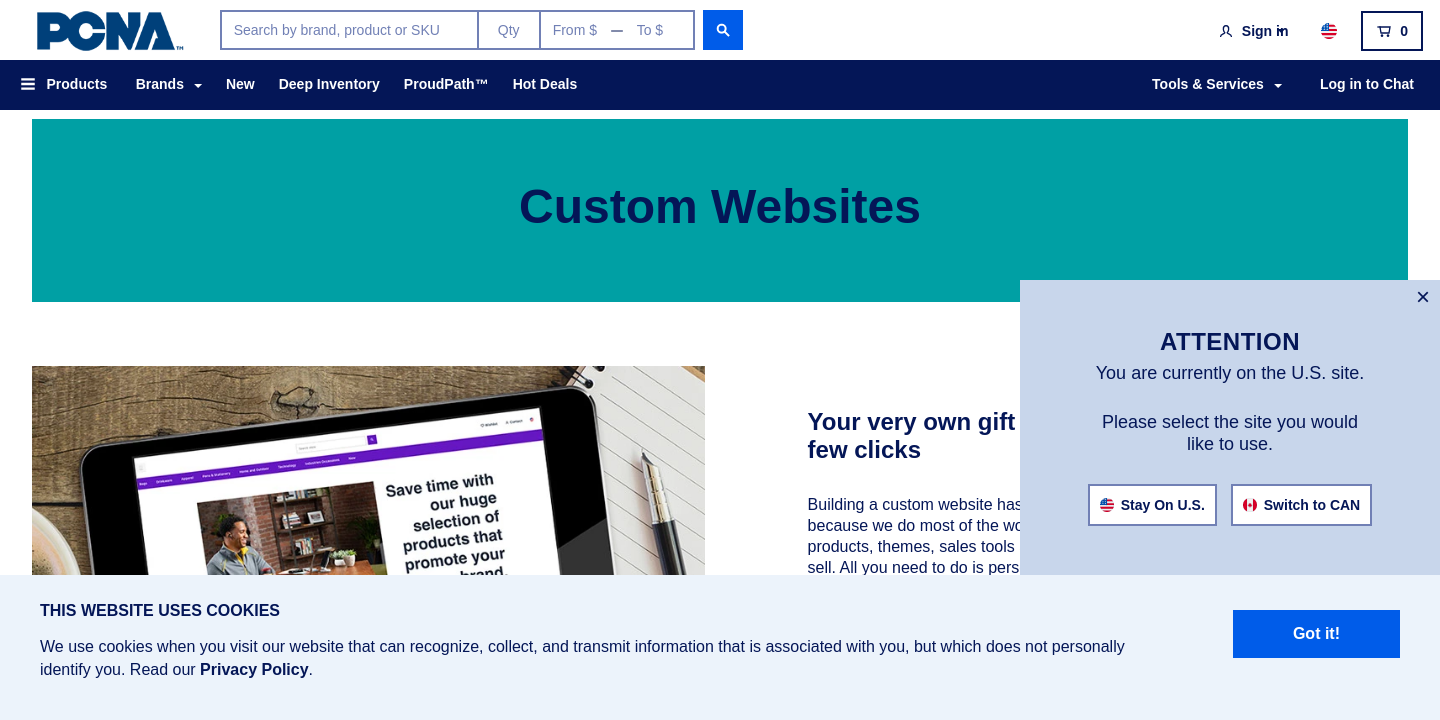 PCNA™
Search by brand, product or SKU
Qty
From $ — To $
Sign in
0
Products
Brands
New
Deep Inventory
ProudPath™
Hot Deals
Tools & Services
Log in to Chat
Custom Websites
ATTENTION
You are currently on the U.S. site.
Please select the site you would
like to use.
Stay On U.S.
Switch to CAN
Save time with
our huge
selection of
products that
promote your
brand.
Your very own gift
few clicks
Building a custom website has
because we do most of the wo
products, themes, sales tools
sell. All you need to do is pers
THIS WEBSITE USES COOKIES
We use cookies when you visit our website that can recognize, collect, and transmit information that is associated with you, but which does not personally
identify you. Read our Privacy Policy.
Got it!